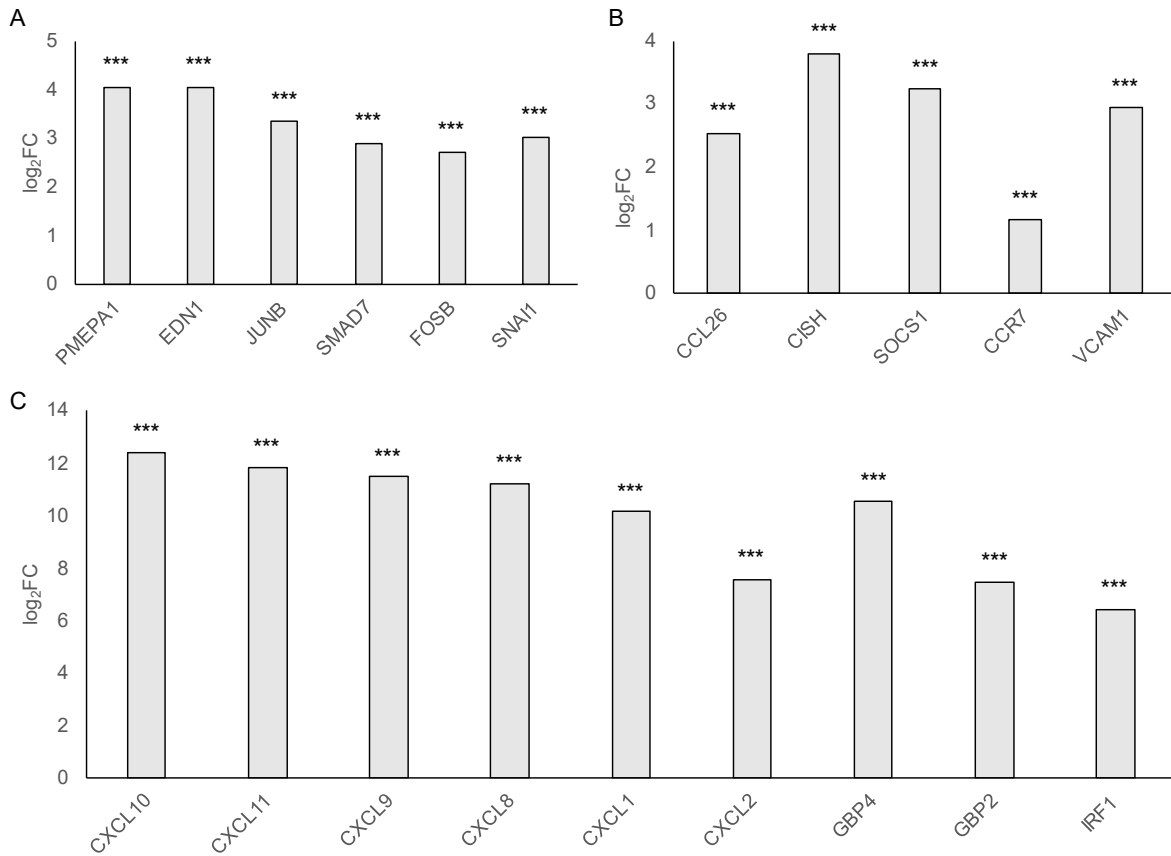 A
5
4
3
2
1
0
log₂FC
*** *** *** *** *** ***
PMEPA1 EDN1 JUNB SMAD7 FOSB SNAI1
B
4
3
2
1
0
log₂FC
*** *** *** *** ***
CCL26 CISH SOCS1 CCR7 VCAM1
C
14
12
10
8
6
4
2
0
log₂FC
*** *** *** *** *** *** *** *** ***
CXCL10 CXCL11 CXCL9 CXCL8 CXCL1 CXCL2 GBP4 GBP2 IRF1